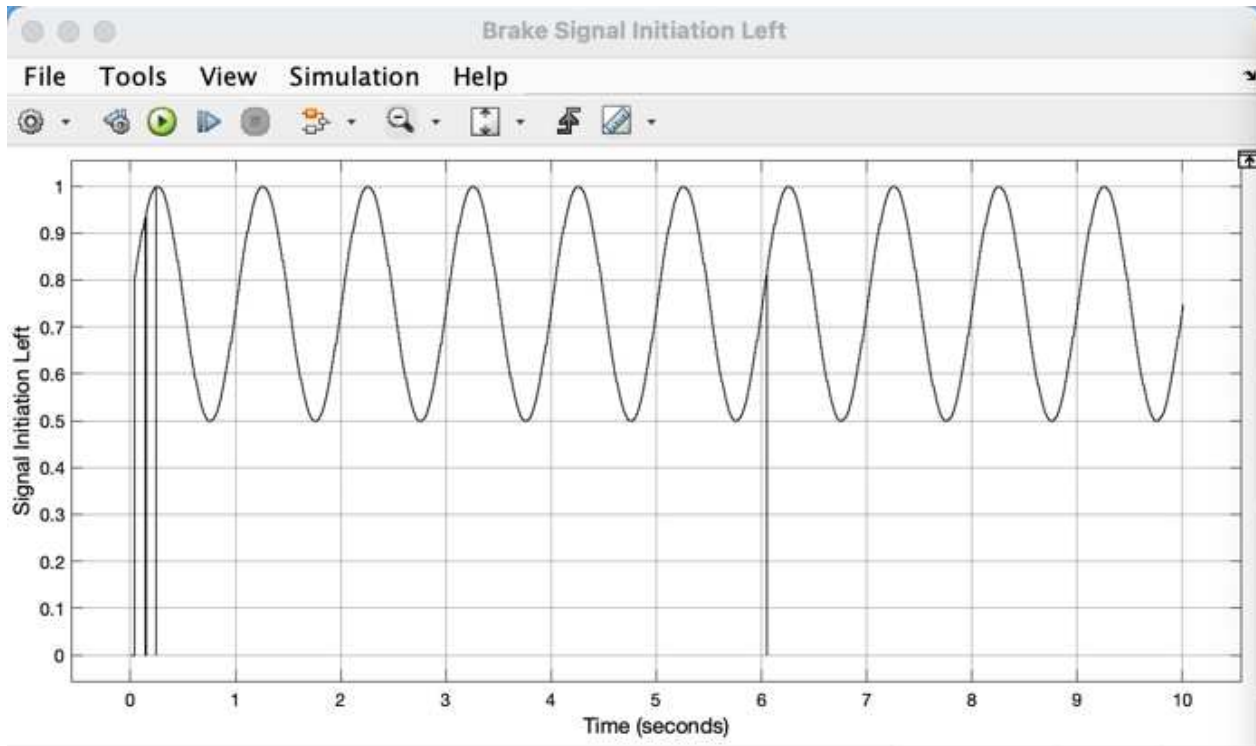 Brake Signal Initiation Left
File Tools View Simulation Help
1
0.9
0.8
0.7
0.6
0.5
0.4
0.3
0.2
0.1
0
Signal Initiation Left
0 1 2 3 4 5 6 7 8 9 10
Time (seconds)